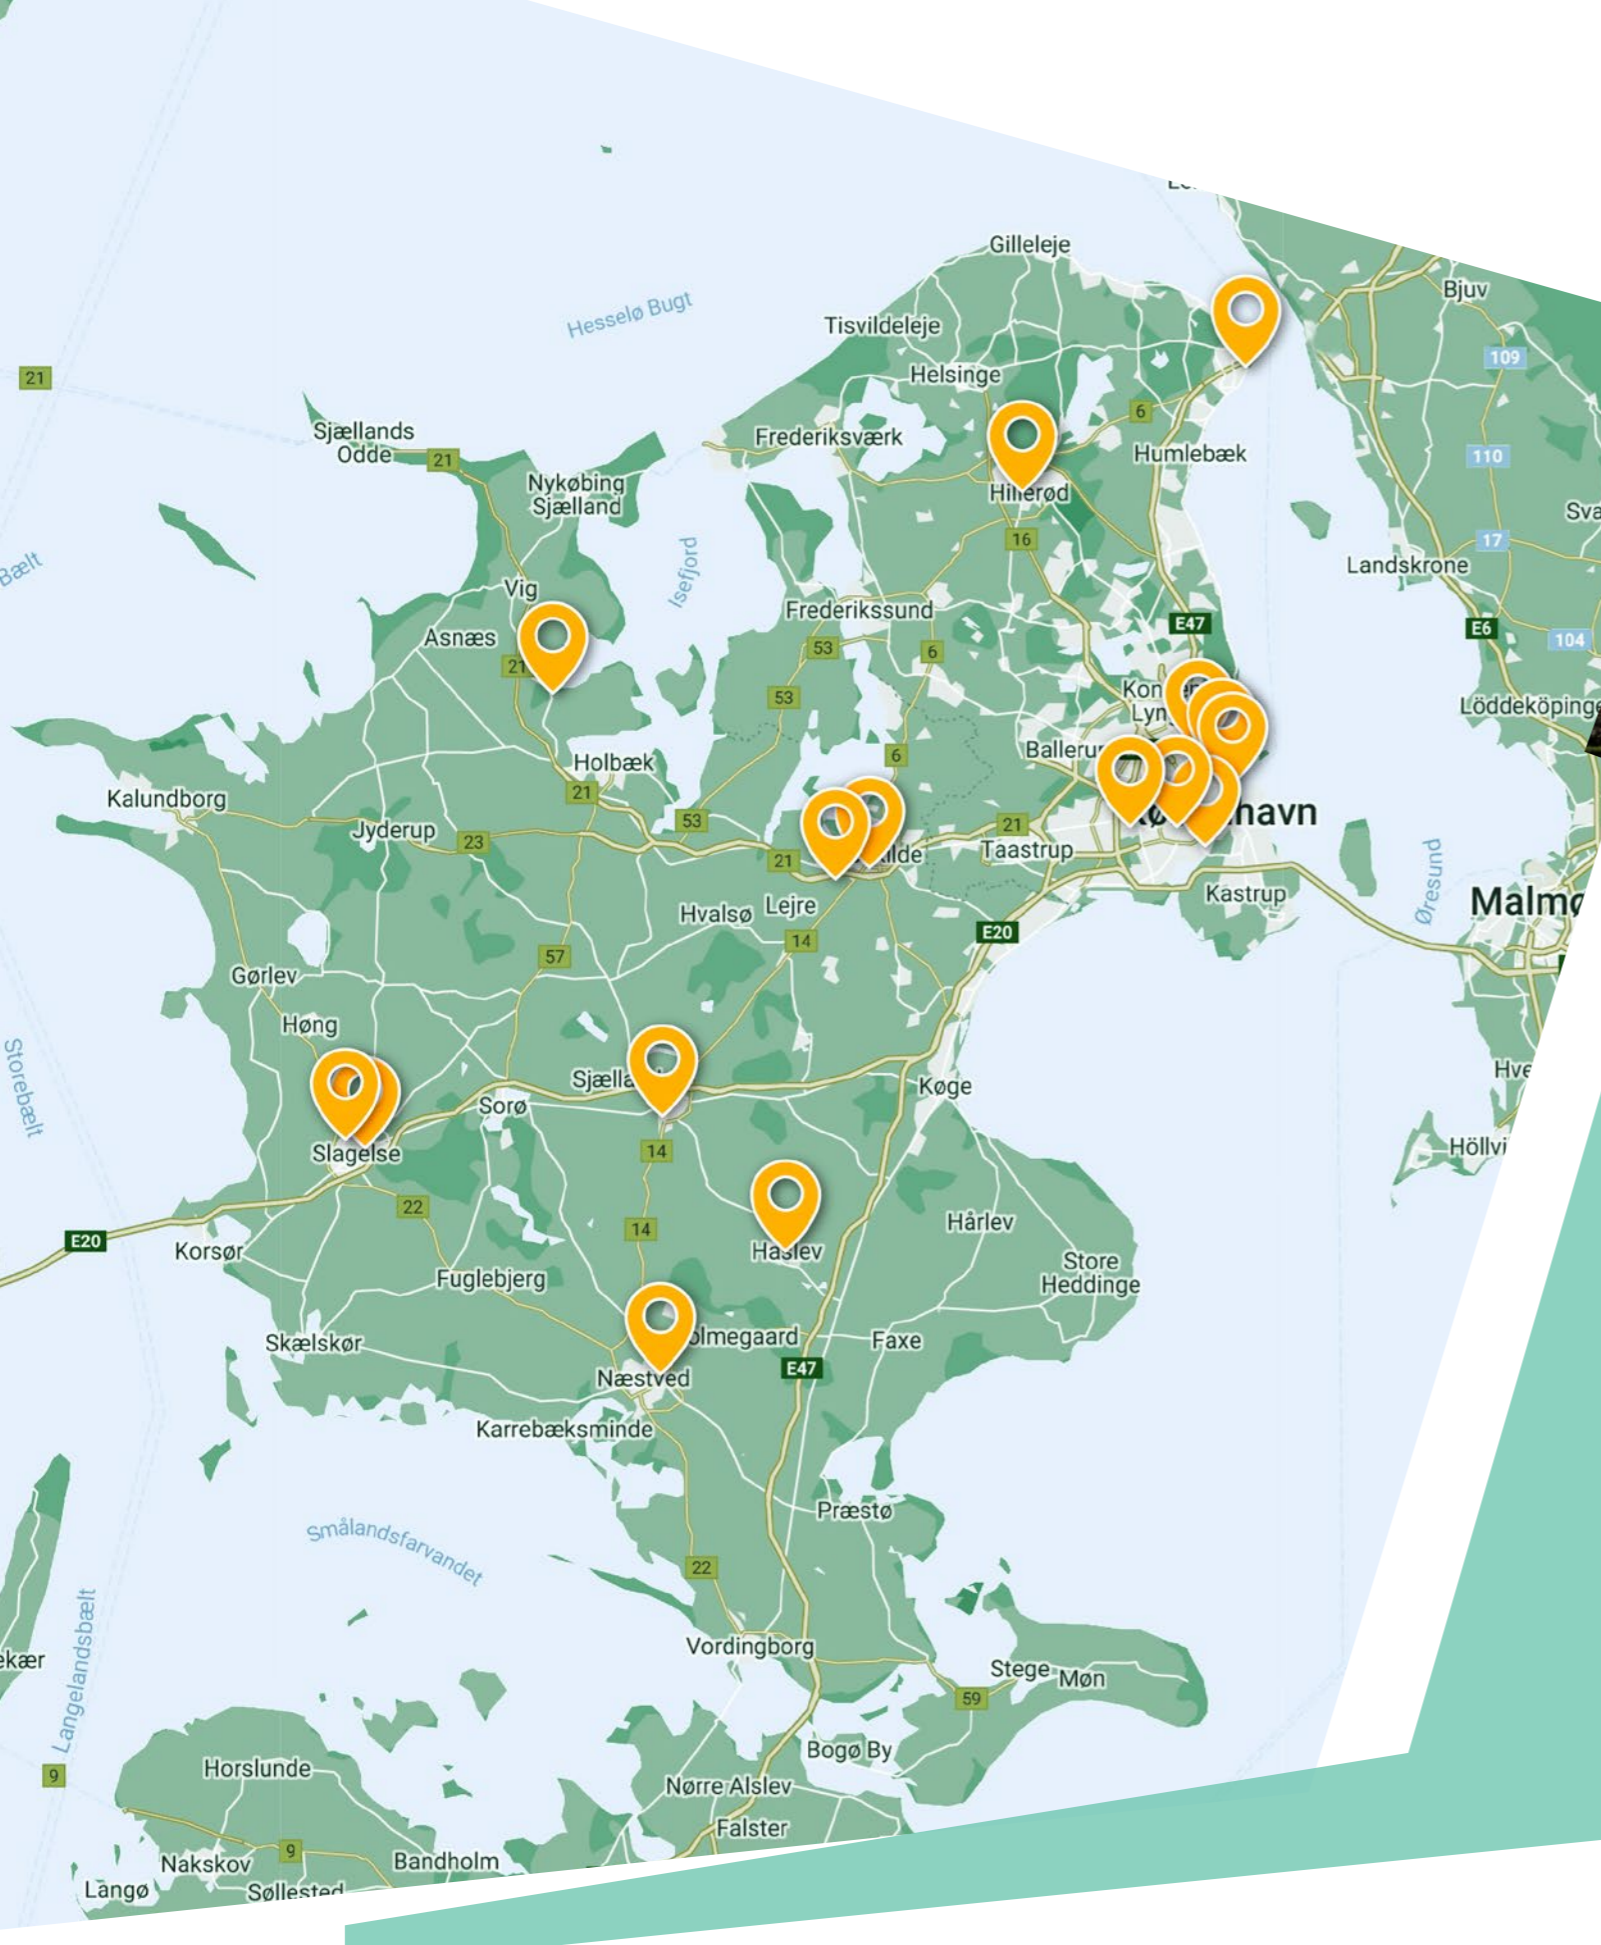 Gilleleje
Bjuv
Hesselø Bugt
Tisvildeleje
109
Helsinge
21
6
Sjællands
Odde
21
Frederiksværk
Humlebæk
110
Nykøbing
Sjælland
Hillerød
16
17
Bælt
Isefjord
Landskrone
Vig
Frederikssund
E47
E6
Asnæs
53
6
104
21
53
Löddeköpinge
Holbæk
6
21
Kalundborg
53
21
Jyderup
23
21
Taastrup
Kastrup
Øresund
Hvalsø
Lejre
14
E20
57
Gørlev
Høng
Storebælt
Køge
Sorø
14
Slagelse
22
14
Hårlev
E20
Korsør
Haslev
Store
Heddinge
Fuglebjerg
Skælskør
Faxe
E47
Næstved
Karrebæksminde
Præstø
Smålandsfarvandet
22
Langelandsbælt
Vordingborg
Stege
Møn
59
Bogø By
9
Horslunde
Nørre Alslev
Falster
9
Nakskov
Bandholm
Langø
Søllested